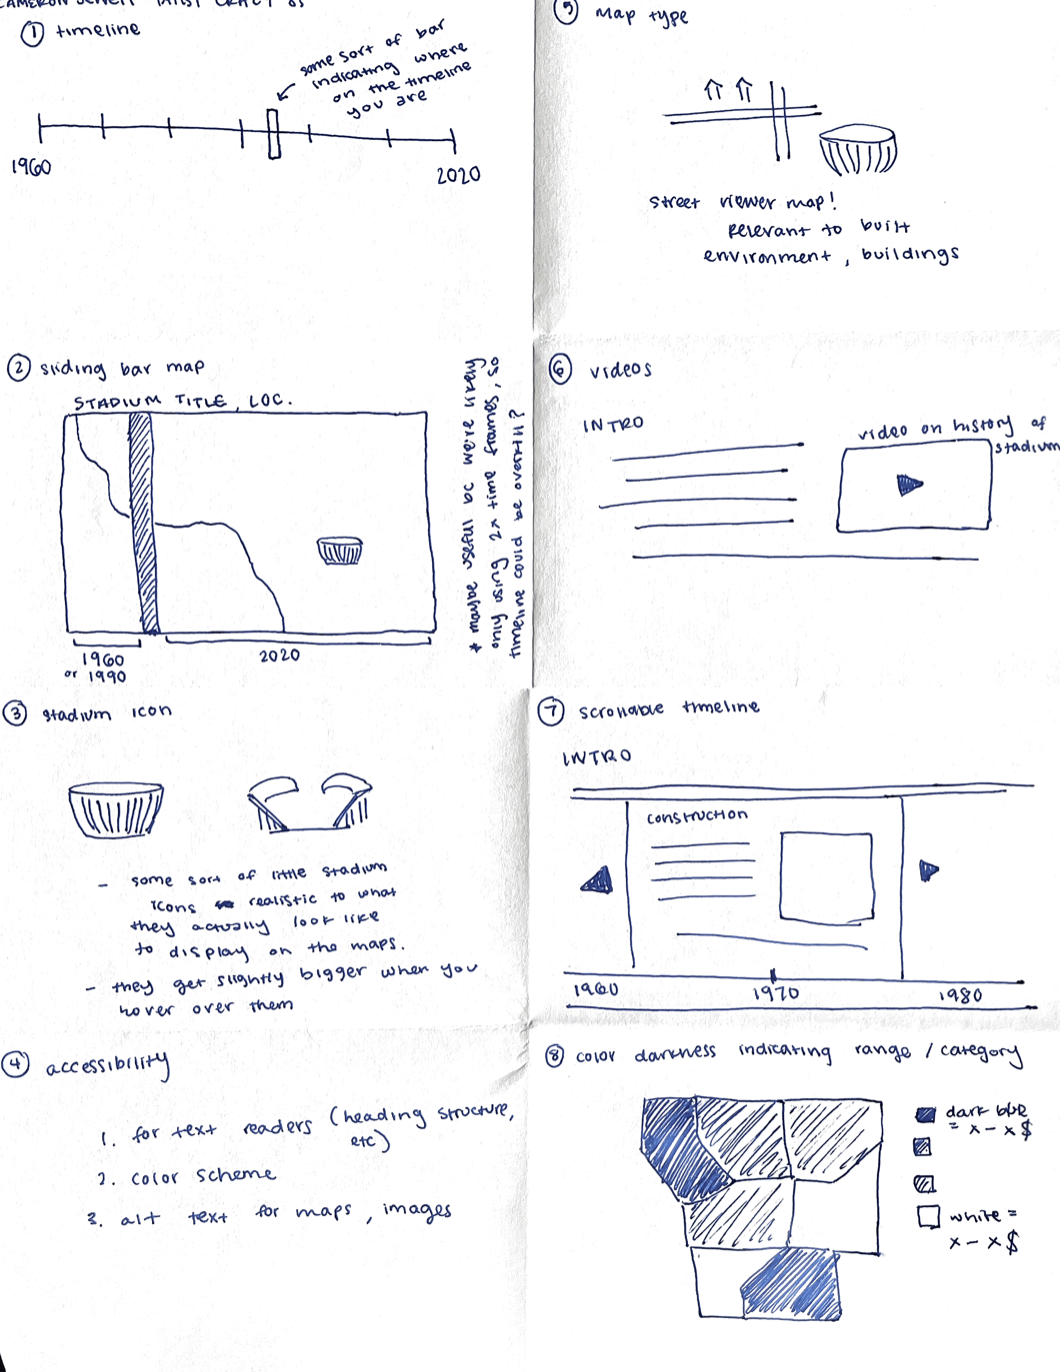 ① timeline
some sort of bar
indicating where
on the timeline
you are
1960
2020
② sliding bar map
STADIUM TITLE, LOC.
1960
or 1990
2020
* maybe useful bc we're likely
only using 2x time frames, so
timeline could be overkill?
③ stadium icon
- some sort of little stadium
icons realistic to what
they actually look like
to display on the maps.
- they get slightly bigger when you
hover over them
④ accessibility
1. for text readers (heading structure,
etc)
2. color scheme
3. alt text for maps, images
⑤ map type
street viewer map!
relevant to built
environment, buildings
⑥ videos
INTRO
video on history of
stadium
⑦ scrollable timeline
INTRO
CONSTRUCTION
1960
1970
1980
⑧ color darkness indicating range / category
dark blue
= x - x$
white =
x - x$